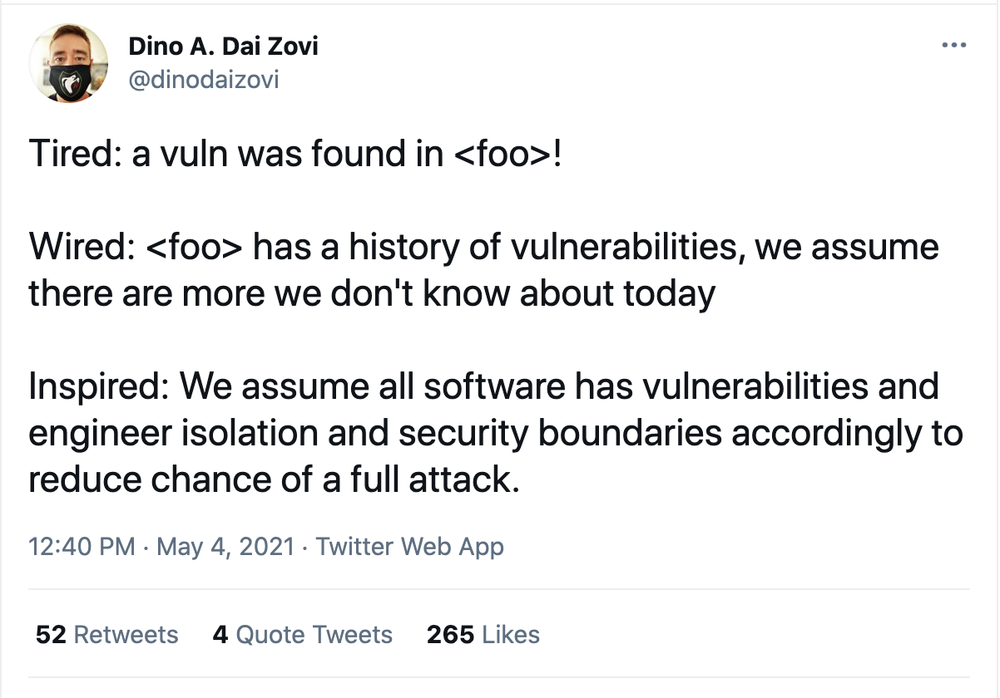 Dino A. Dai Zovi
@dinodaizovi
Tired: a vuln was found in <foo>!
Wired: <foo> has a history of vulnerabilities, we assume
there are more we don't know about today
Inspired: We assume all software has vulnerabilities and
engineer isolation and security boundaries accordingly to
reduce chance of a full attack.
12:40 PM · May 4, 2021 · Twitter Web App
52 Retweets 4 Quote Tweets 265 Likes